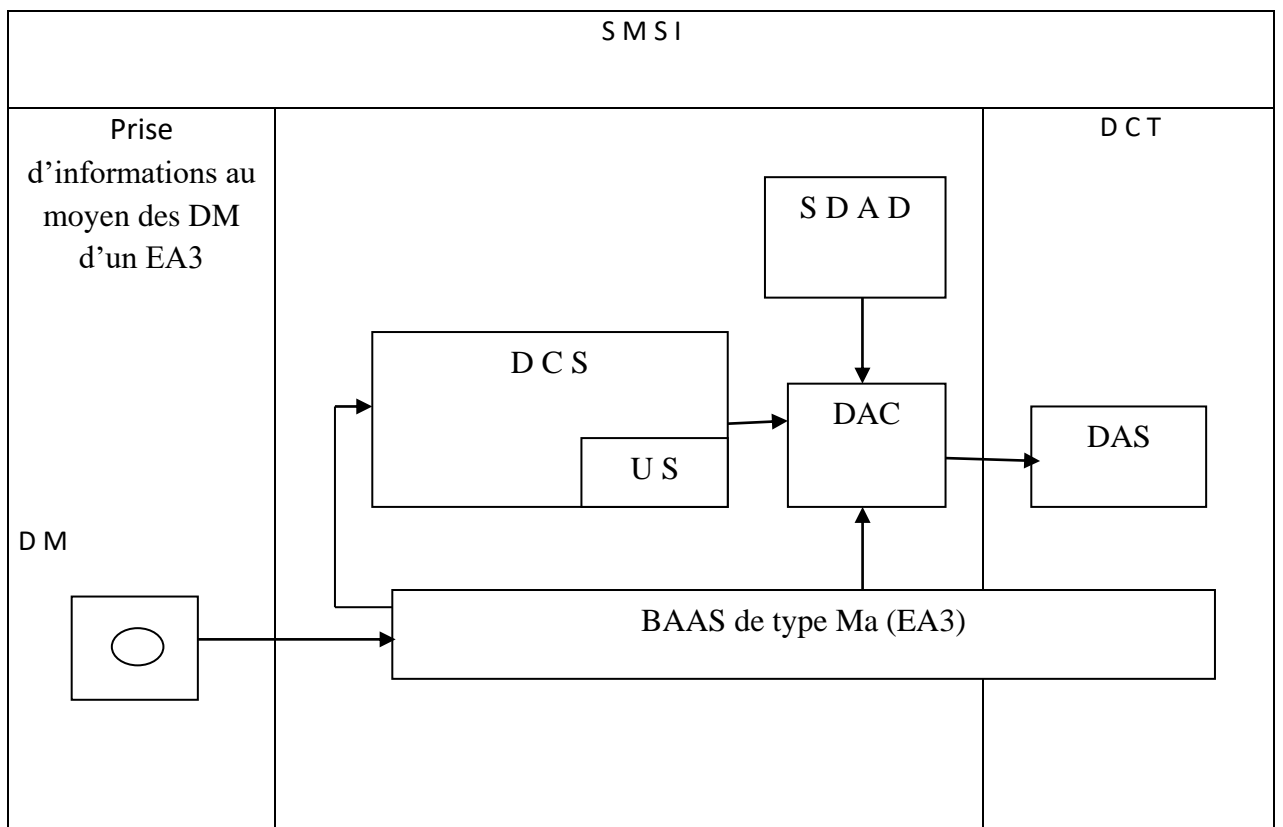 S M S I
Prise
d’informations au
moyen des DM
d’un EA3
D C T
S D A D
D C S
U S
DAC
DAS
D M
BAAS de type Ma (EA3)